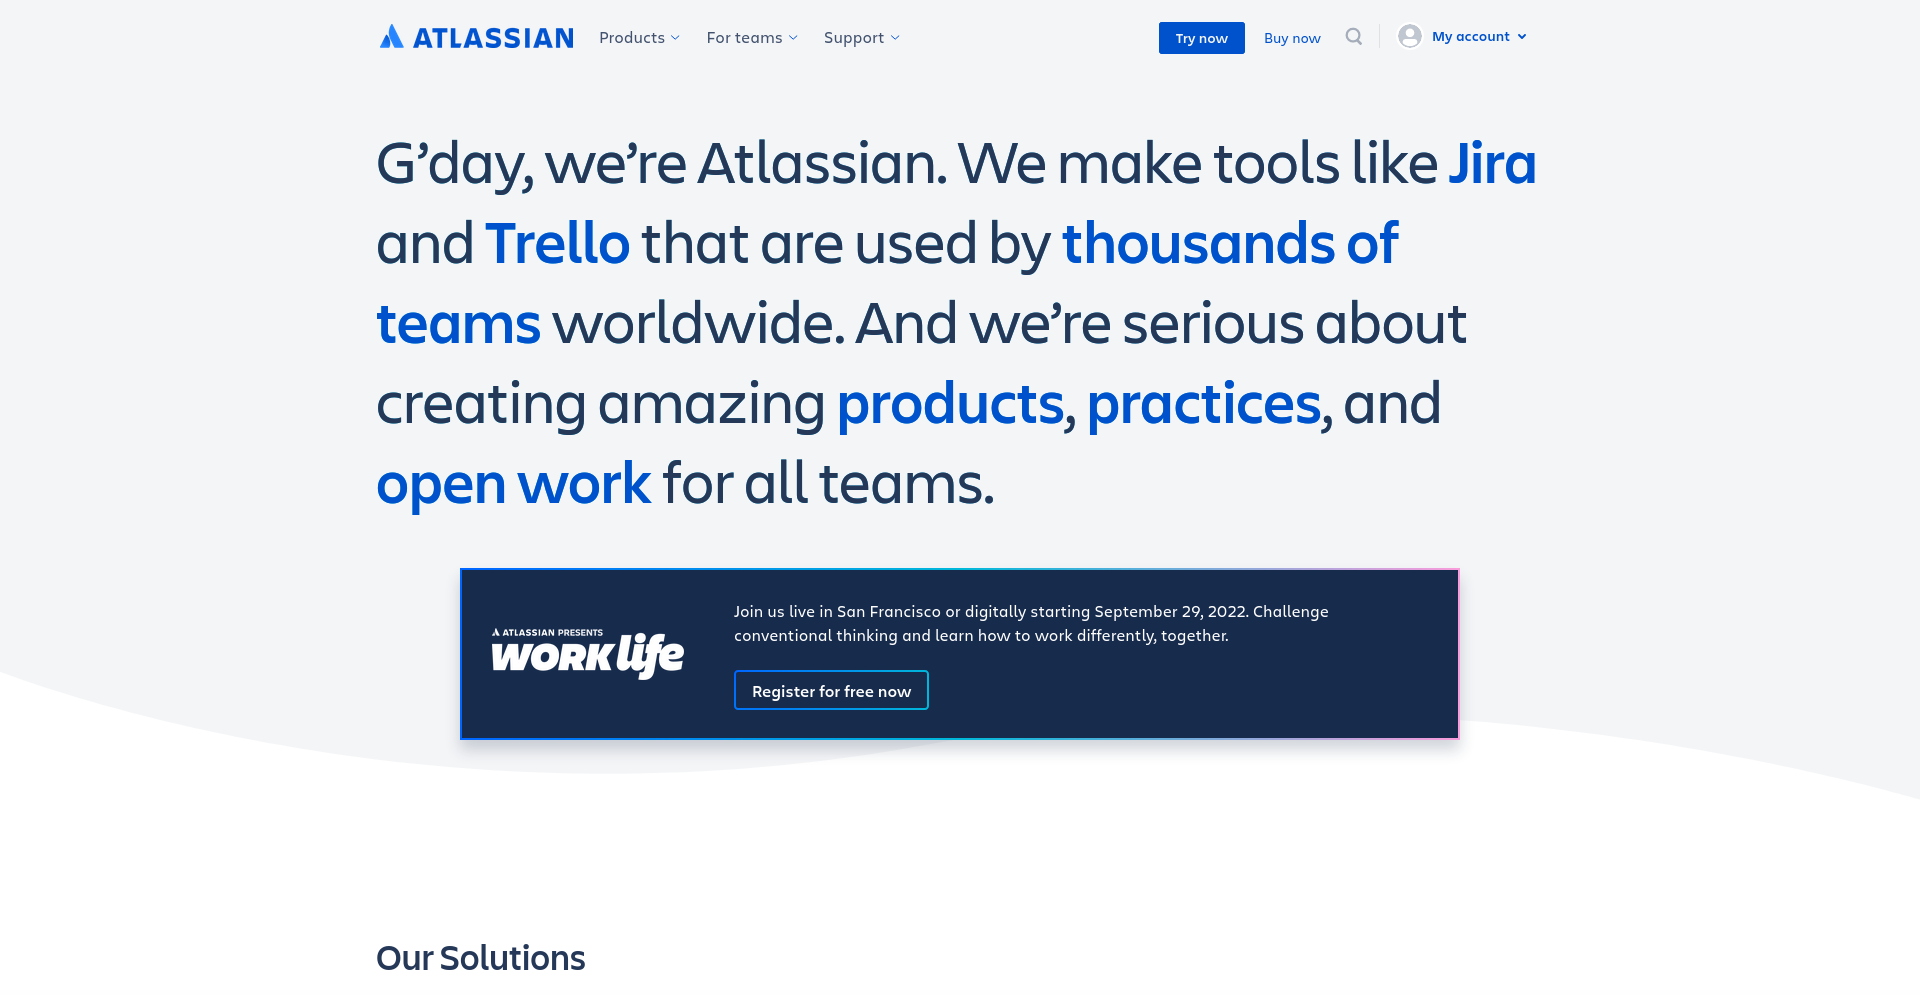 ATLASSIAN
Products
For teams
Support
Try now
Buy now
My account
G’day, we’re Atlassian. We make tools like Jira
and Trello that are used by thousands of
teams worldwide. And we’re serious about
creating amazing products, practices, and
open work for all teams.
ATLASSIAN PRESENTS
WORK life
Join us live in San Francisco or digitally starting September 29, 2022. Challenge
conventional thinking and learn how to work differently, together.
Register for free now
Our Solutions